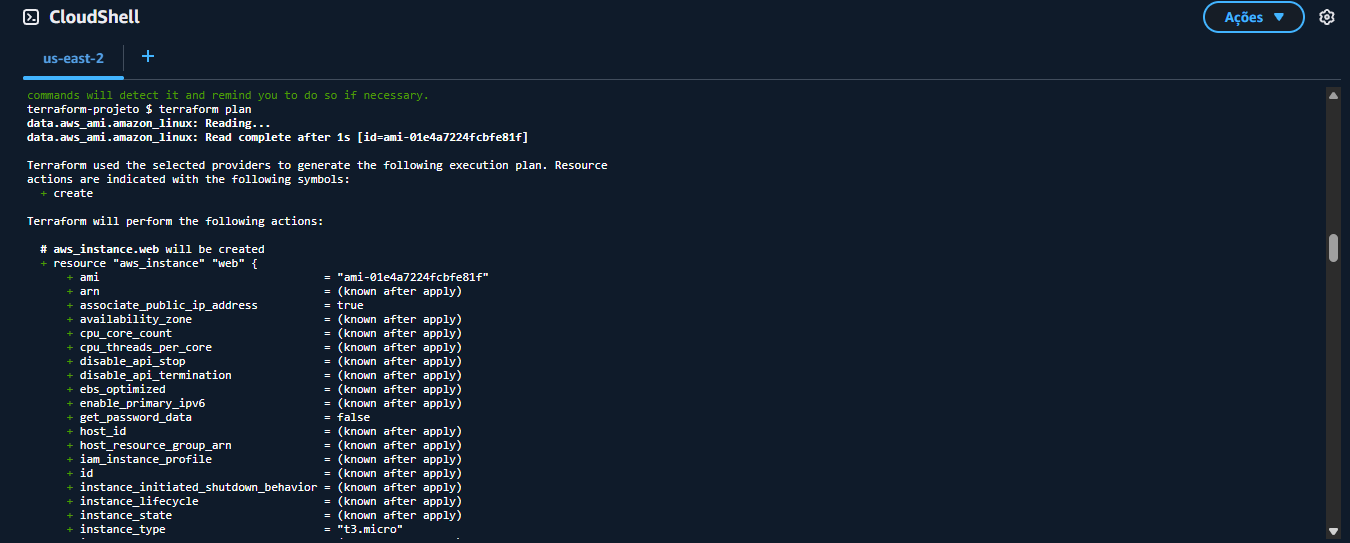 CloudShell
Ações
us-east-2
+
commands will detect it and remind you to do so if necessary.
terraform-projeto $ terraform plan
data.aws_ami.amazon_linux: Reading...
data.aws_ami.amazon_linux: Read complete after 1s [id=ami-01e4a7224fcbfe81f]
Terraform used the selected providers to generate the following execution plan. Resource
actions are indicated with the following symbols:
+ create
Terraform will perform the following actions:
# aws_instance.web will be created
+ resource "aws_instance" "web" {
+ ami = "ami-01e4a7224fcbfe81f"
+ arn = (known after apply)
+ associate_public_ip_address = true
+ availability_zone = (known after apply)
+ cpu_core_count = (known after apply)
+ cpu_threads_per_core = (known after apply)
+ disable_api_stop = (known after apply)
+ disable_api_termination = (known after apply)
+ ebs_optimized = (known after apply)
+ enable_primary_ipv6 = (known after apply)
+ get_password_data = false
+ host_id = (known after apply)
+ host_resource_group_arn = (known after apply)
+ iam_instance_profile = (known after apply)
+ id = (known after apply)
+ instance_initiated_shutdown_behavior = (known after apply)
+ instance_lifecycle = (known after apply)
+ instance_state = (known after apply)
+ instance_type = "t3.micro"